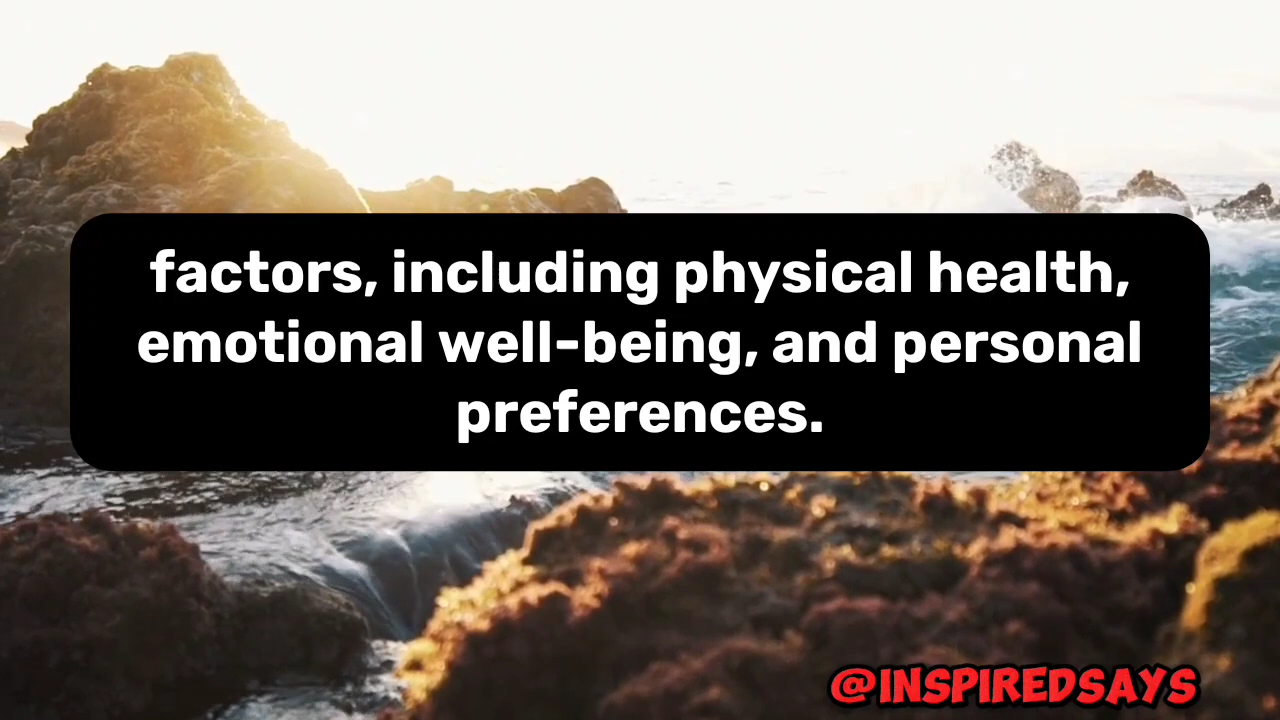 factors, including physical health,
emotional well-being, and personal
preferences.
@INSPIREDSAYS